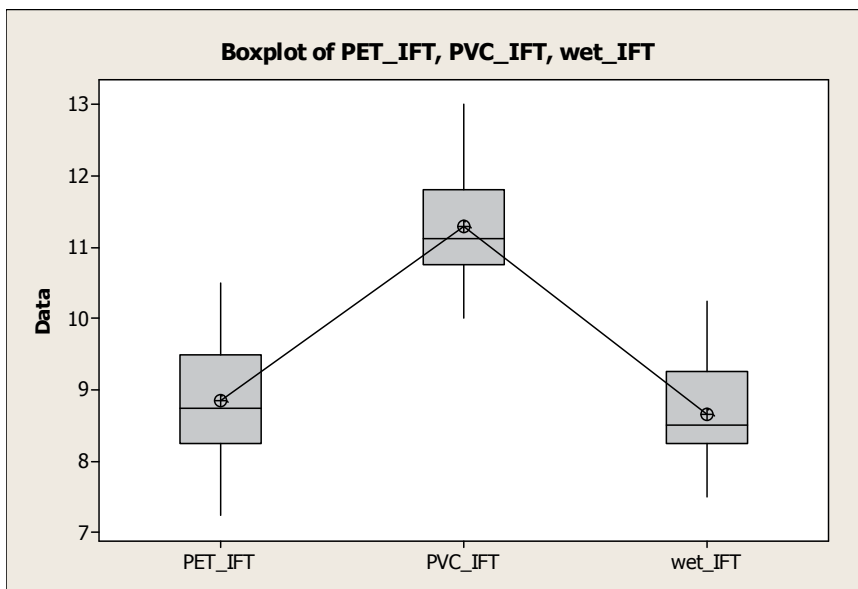 Boxplot of PET_IFT, PVC_IFT, wet_IFT
Data
13
12
11
10
9
8
7
PET_IFT PVC_IFT wet_IFT